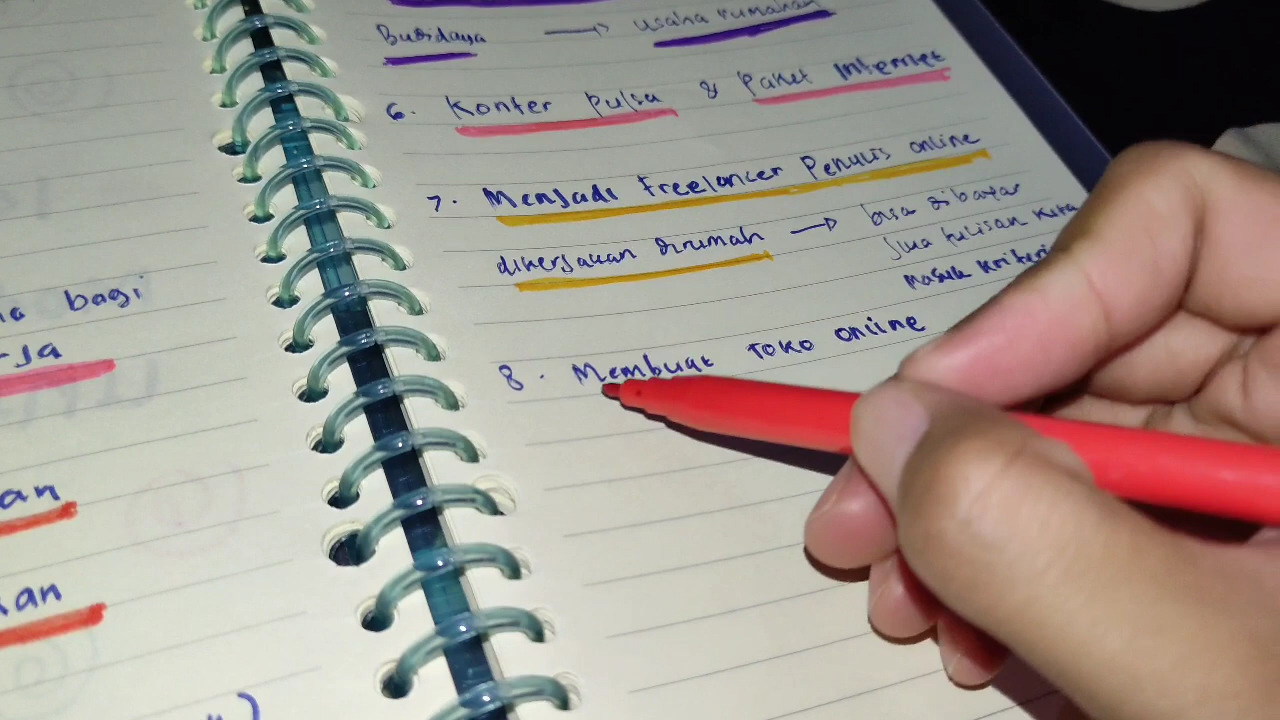 bagi
Budidaya → usaha rumahan
6. Konter Pulsa & Paket Internet
7. Menjadi freelancer Penulis online
dikerjakan dirumah → bisa dibayar
jika tulisan kita
masuk kriteri
8. Membuat Toko online